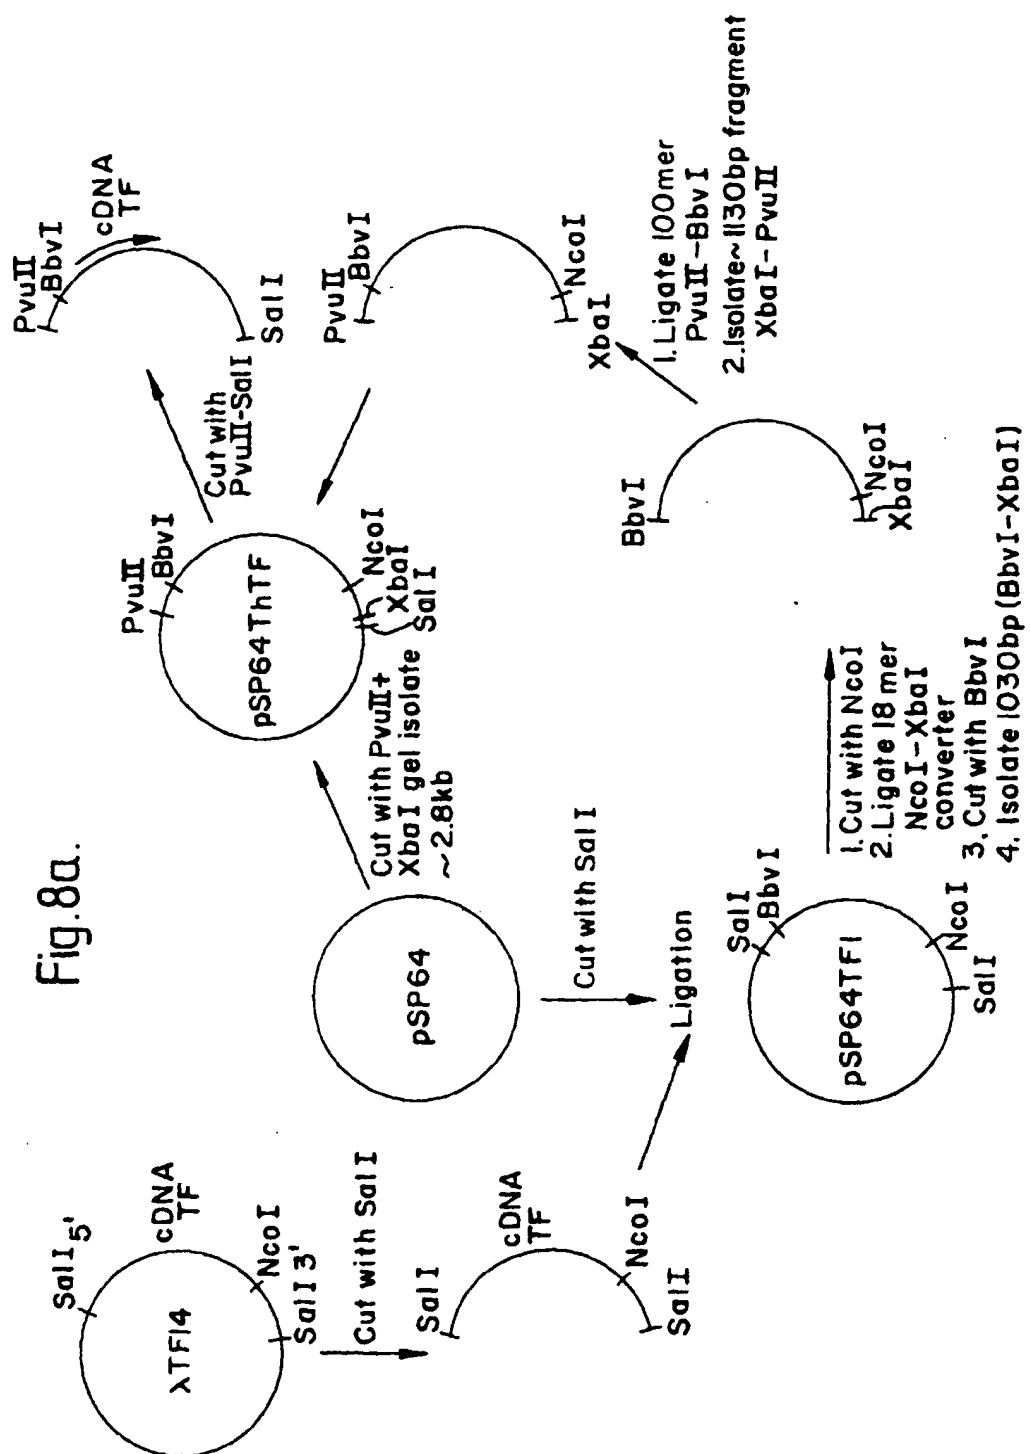 Fig.8a.
λTF14
SalI 5'
cDNA
TF
NcoI
SalI 3'
Cut with SalI
SalI
cDNA
TF
NcoI
SalI
pSP64
Cut with SalI
Ligation
Cut with PvuII+
XbaI gel isolate
~2.8kb
pSP64TF1
SalI
BbvI
NcoI
SalI
1. Cut with NcoI
2. Ligate 18 mer
NcoI-XbaI
converter
3. Cut with BbvI
4. Isolate 1030bp (BbvI-XbaI)
BbvI
NcoI
XbaI
1. Ligate 100mer
PvuII-BbvI
2. Isolate~1130bp fragment
XbaI-PvuII
PvuII
BbvI
NcoI
XbaI
pSP64ThTF
PvuII
BbvI
NcoI
XbaI
SalI
Cut with
PvuII-SalI
PvuII
BbvI
cDNA
TF
SalI